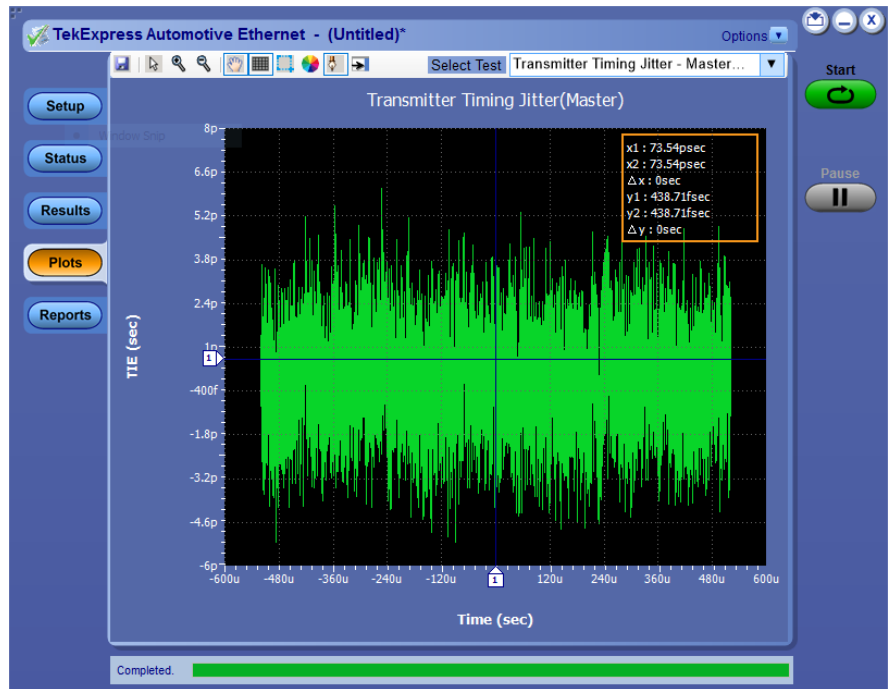 TekExpress Automotive Ethernet - (Untitled)*
Options
Select Test
Transmitter Timing Jitter - Master...
Start
Pause
Setup
Status
Results
Plots
Reports
Window Snip
Transmitter Timing Jitter(Master)
x1 : 73.54psec
x2 : 73.54psec
Δx : 0sec
y1 : 438.71fsec
y2 : 438.71fsec
Δy : 0sec
TIE (sec)
8p
6.6p
5.2p
3.8p
2.4p
1p
1
-400f
-1.8p
-3.2p
-4.6p
-6p
-600u
-480u
-360u
-240u
-120u
1
120u
240u
360u
480u
600u
Time (sec)
Completed.